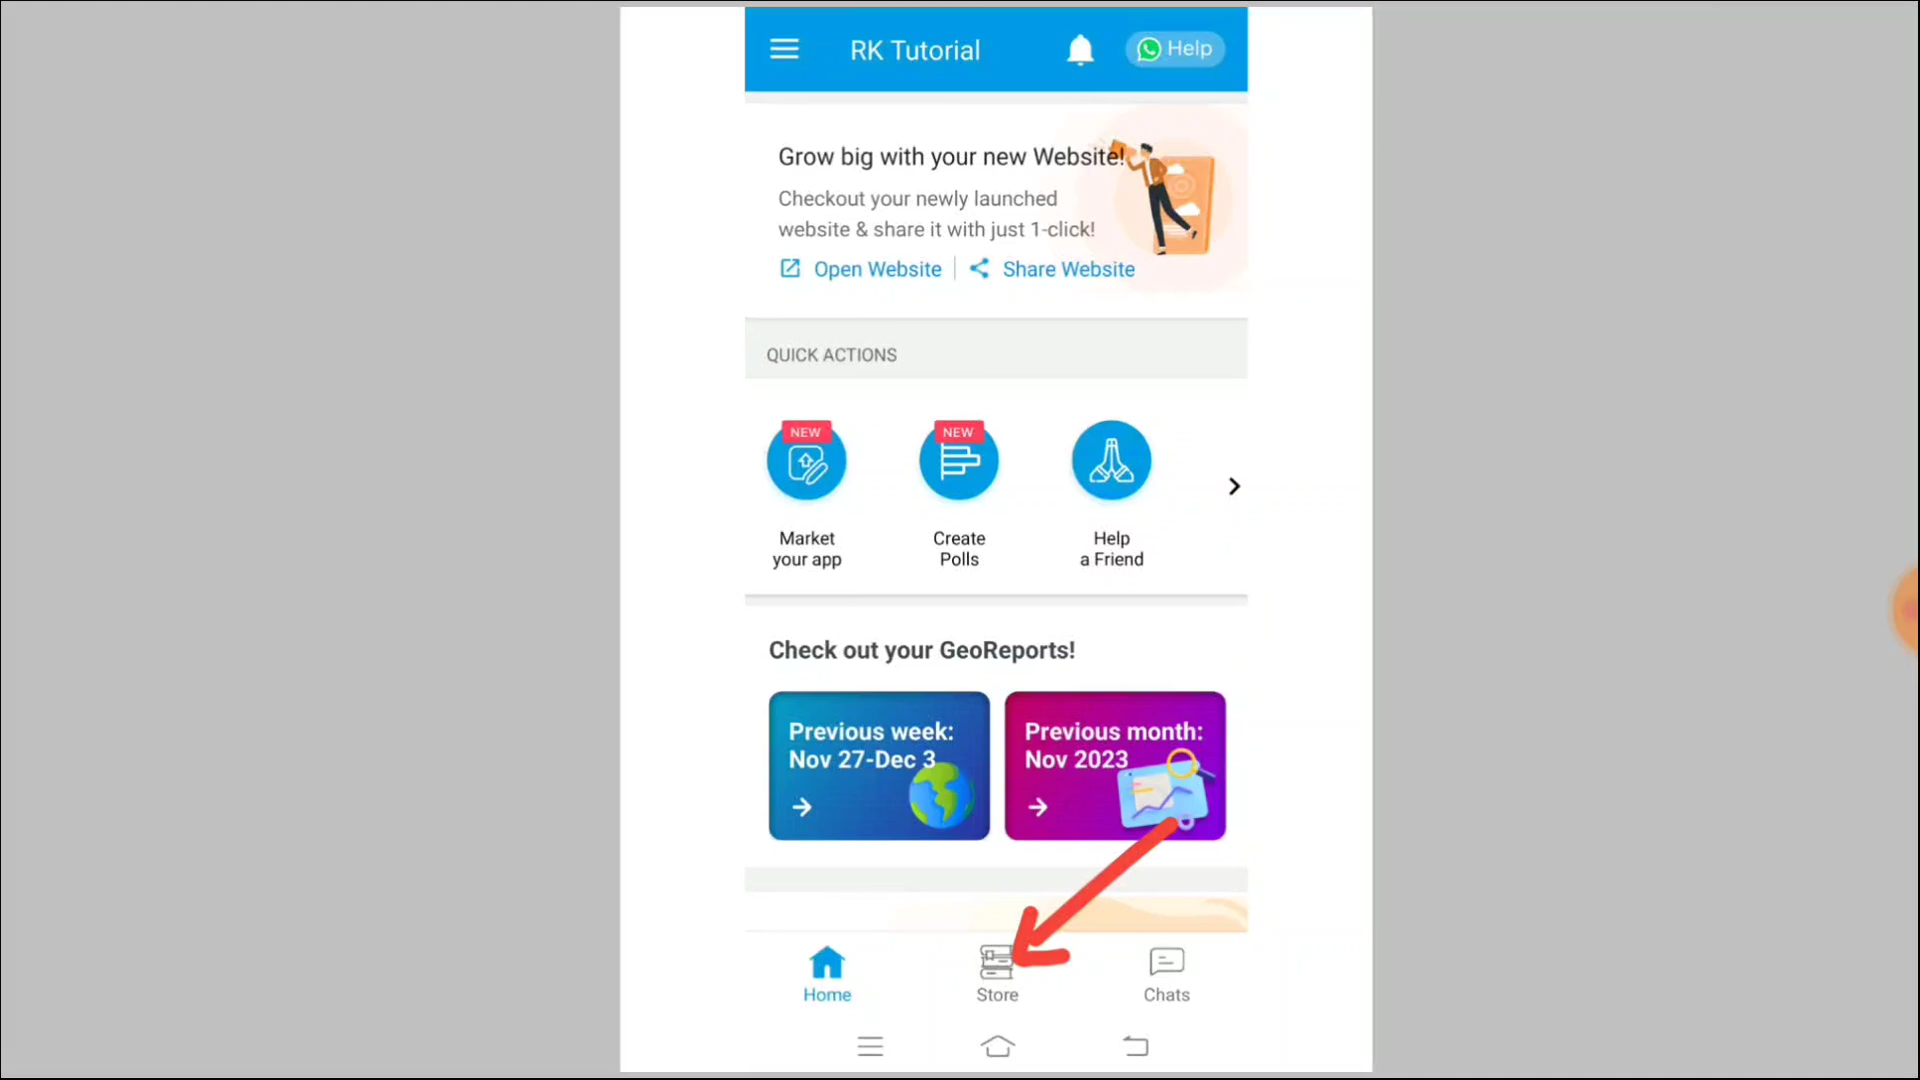 RK Tutorial
Help
Grow big with your new Website!
Checkout your newly launched
website & share it with just 1-click!
Open Website
Share Website
QUICK ACTIONS
NEW
NEW
Market
your app
Create
Polls
Help
a Friend
Check out your GeoReports!
Previous week:
Nov 27-Dec 3
Previous month:
Nov 2023
Home
Store
Chats